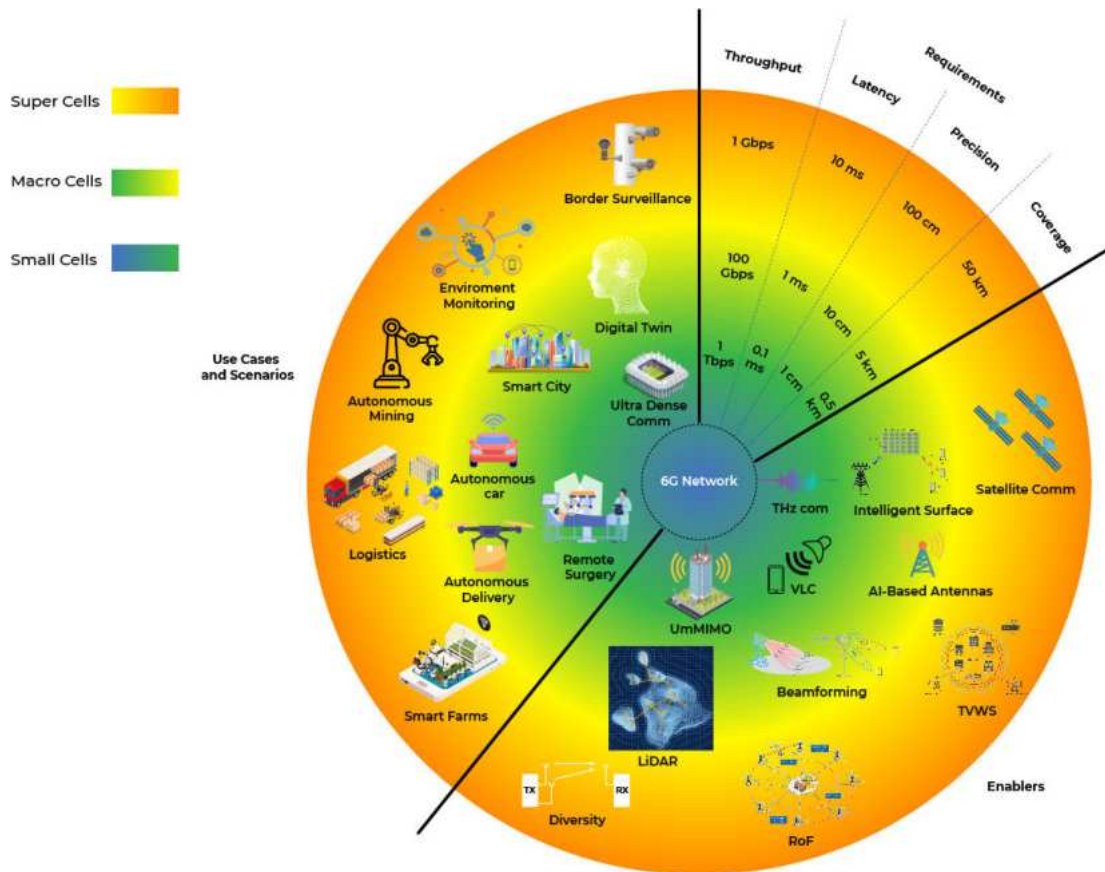 Super Cells
Macro Cells
Small Cells
Use Cases
and Scenarios
Throughput
Latency
Requirements
Precision
Coverage
1 Gbps
10 ms
100 cm
50 km
100
Gbps
1 ms
10 cm
5 km
1
Tbps
0.1
ms
1 cm
0.5
km
Border Surveillance
Enviroment
Monitoring
Digital Twin
Autonomous
Mining
Smart City
Ultra Dense
Comm
Autonomous
car
Logistics
Autonomous
Delivery
Remote
Surgery
Smart Farms
6G Network
THz com
Intelligent Surface
Satellite Comm
VLC
AI-Based Antennas
UmMIMO
Beamforming
TVWS
LiDAR
TX
RX
Diversity
RoF
Enablers